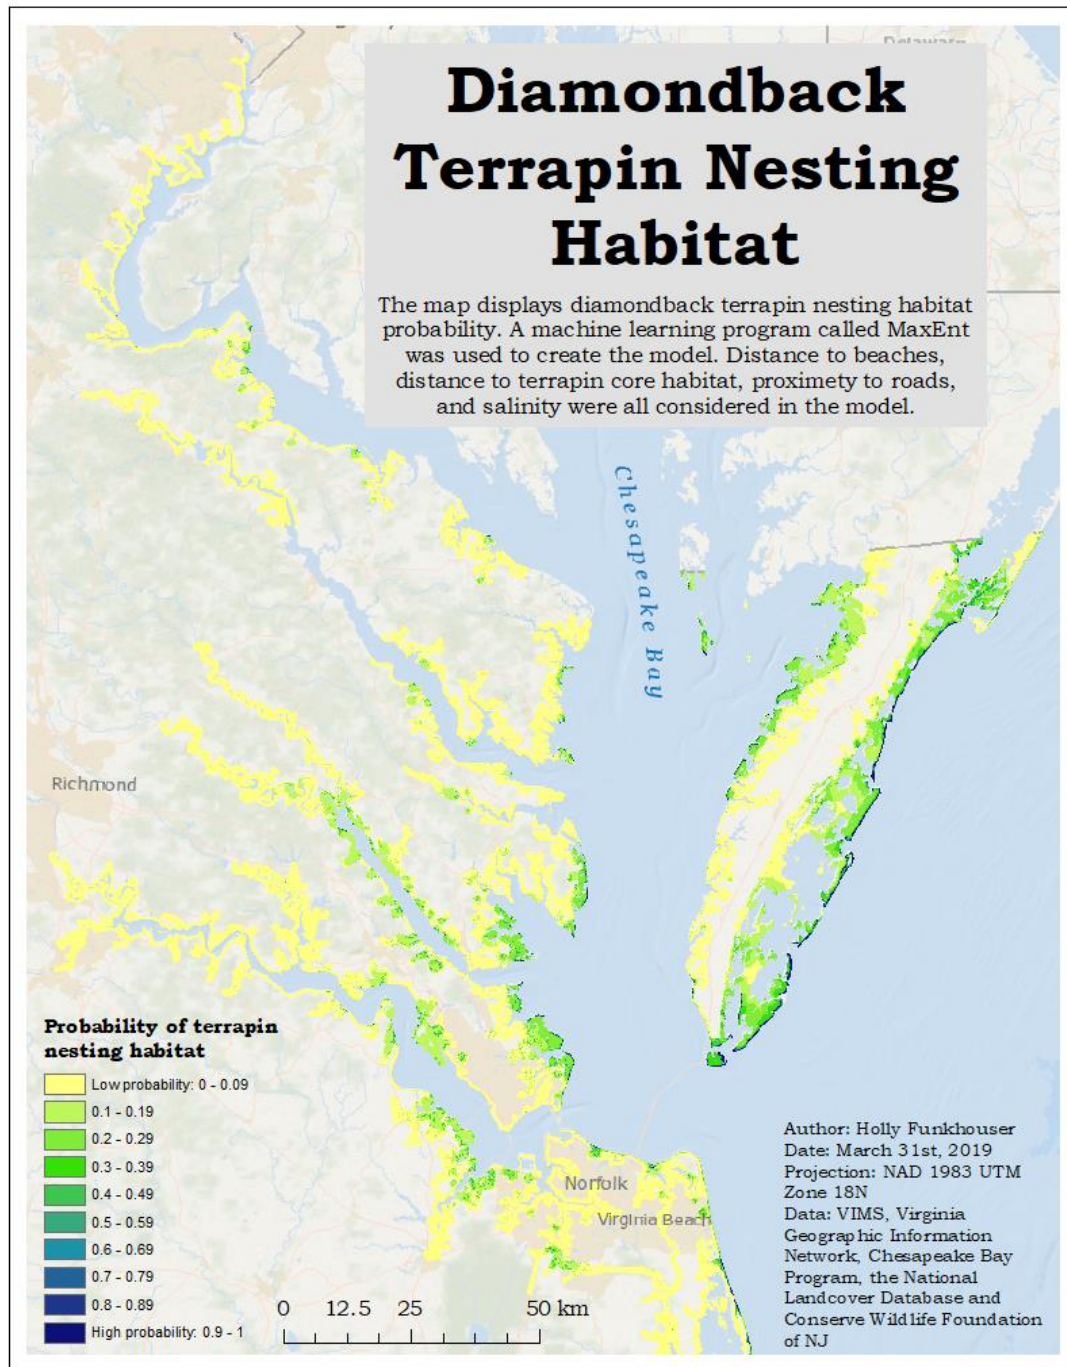 Delaware
Diamondback
Terrapin Nesting
Habitat
The map displays diamondback terrapin nesting habitat
probability. A machine learning program called MaxEnt
was used to create the model. Distance to beaches,
distance to terrapin core habitat, proximety to roads,
and salinity were all considered in the model.
Chesapeake Bay
Richmond
Norfolk
Virginia Beach
Probability of terrapin
nesting habitat
Low probability: 0 - 0.09
0.1 - 0.19
0.2 - 0.29
0.3 - 0.39
0.4 - 0.49
0.5 - 0.59
0.6 - 0.69
0.7 - 0.79
0.8 - 0.89
High probability: 0.9 - 1
0 12.5 25 50 km
Author: Holly Funkhouser
Date: March 31st, 2019
Projection: NAD 1983 UTM
Zone 18N
Data: VIMS, Virginia
Geographic Information
Network, Chesapeake Bay
Program, the National
Landcover Database and
Conserve Wildlife Foundation
of NJ